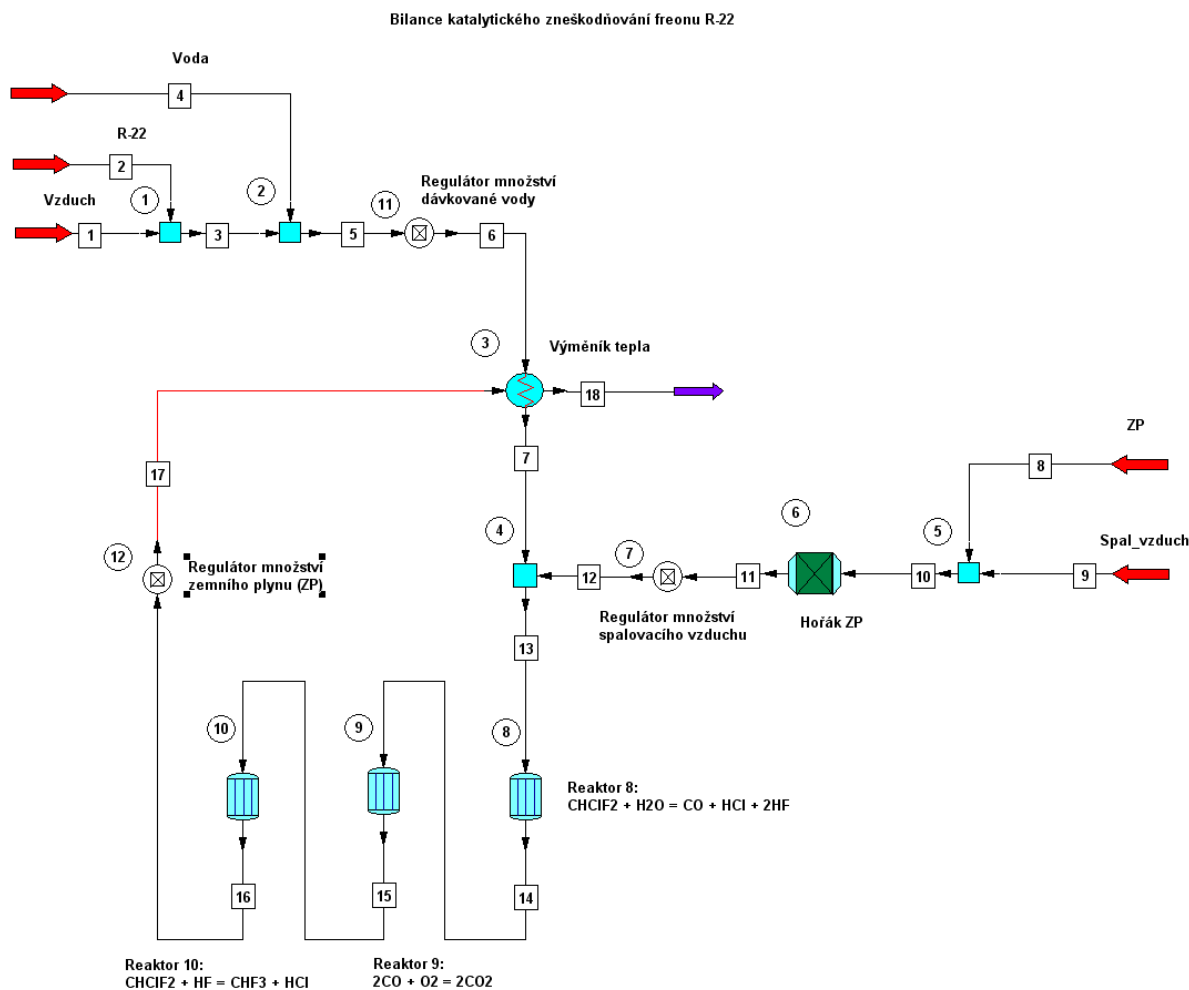 Bilance katalytického zneškodňování freonu R-22
Voda
4
R-22
2
1
2
11
Regulátor množství
dávkované vody
Vzduch
1
3
5
6
3
Výměník tepla
18
ZP
17
7
8
6
4
5
12
Regulátor množství
zemního plynu (ZP)
7
Spal_vzduch
12
11
10
9
Regulátor množství
spalovacího vzduchu
Hořák ZP
13
10
9
8
Reaktor 8:
CHClF2 + H2O = CO + HCl + 2HF
16
15
14
Reaktor 10:
CHClF2 + HF = CHF3 + HCl
Reaktor 9:
2CO + O2 = 2CO2